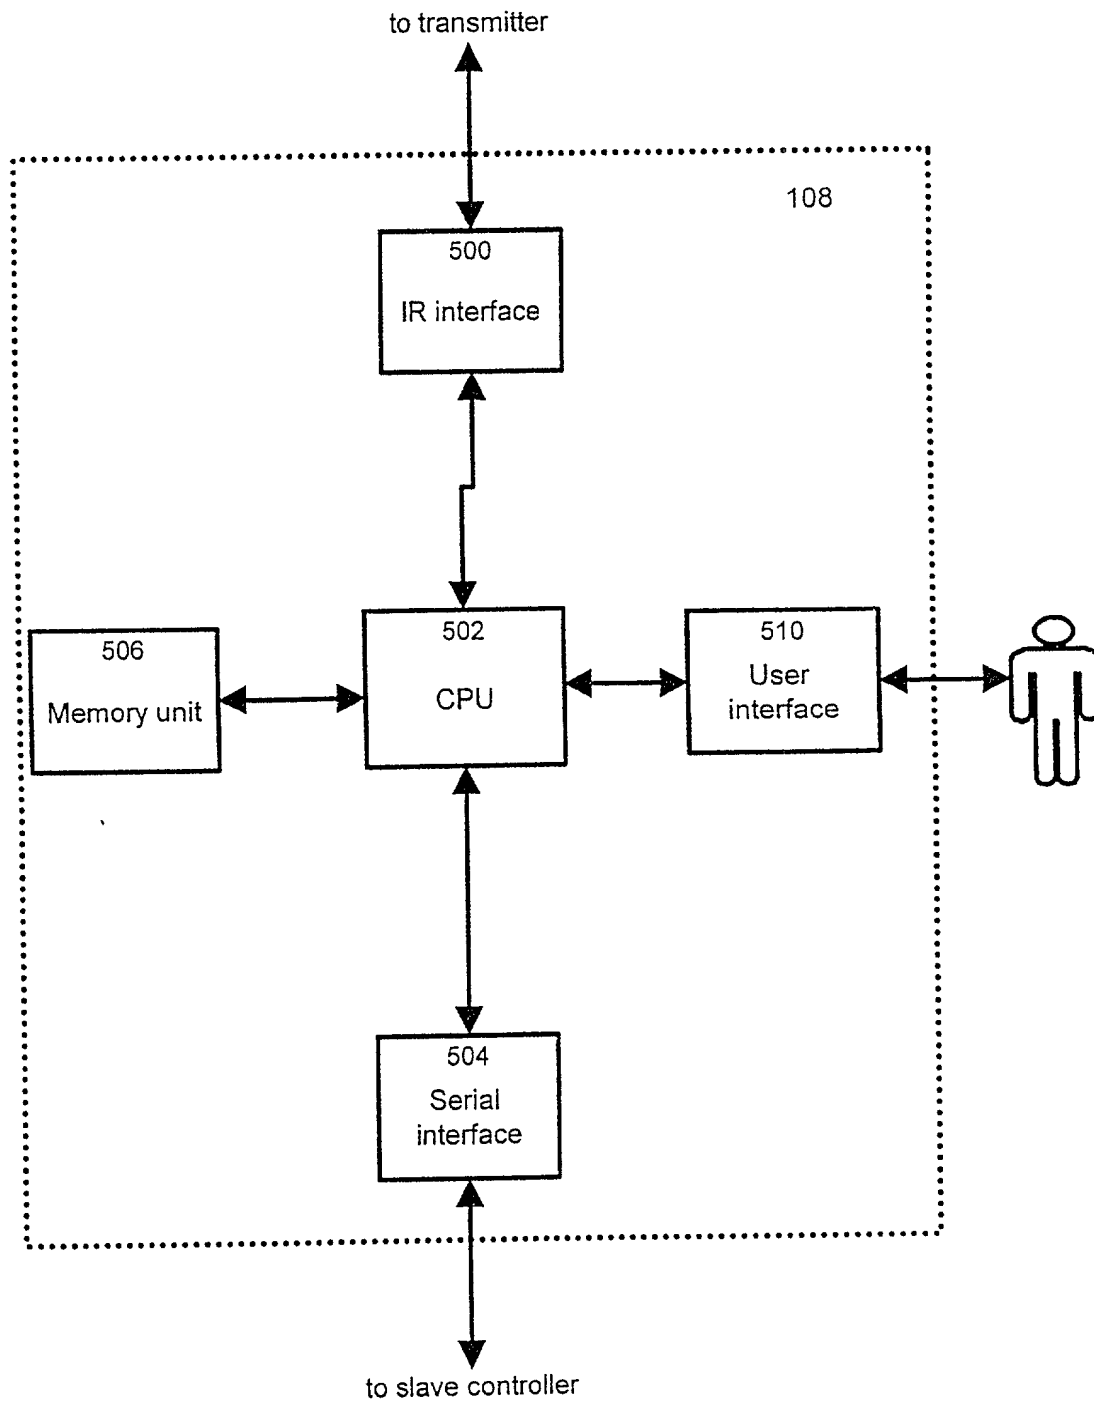 to transmitter
108
500
IR interface
506
Memory unit
502
CPU
510
User
interface
504
Serial
interface
to slave controller